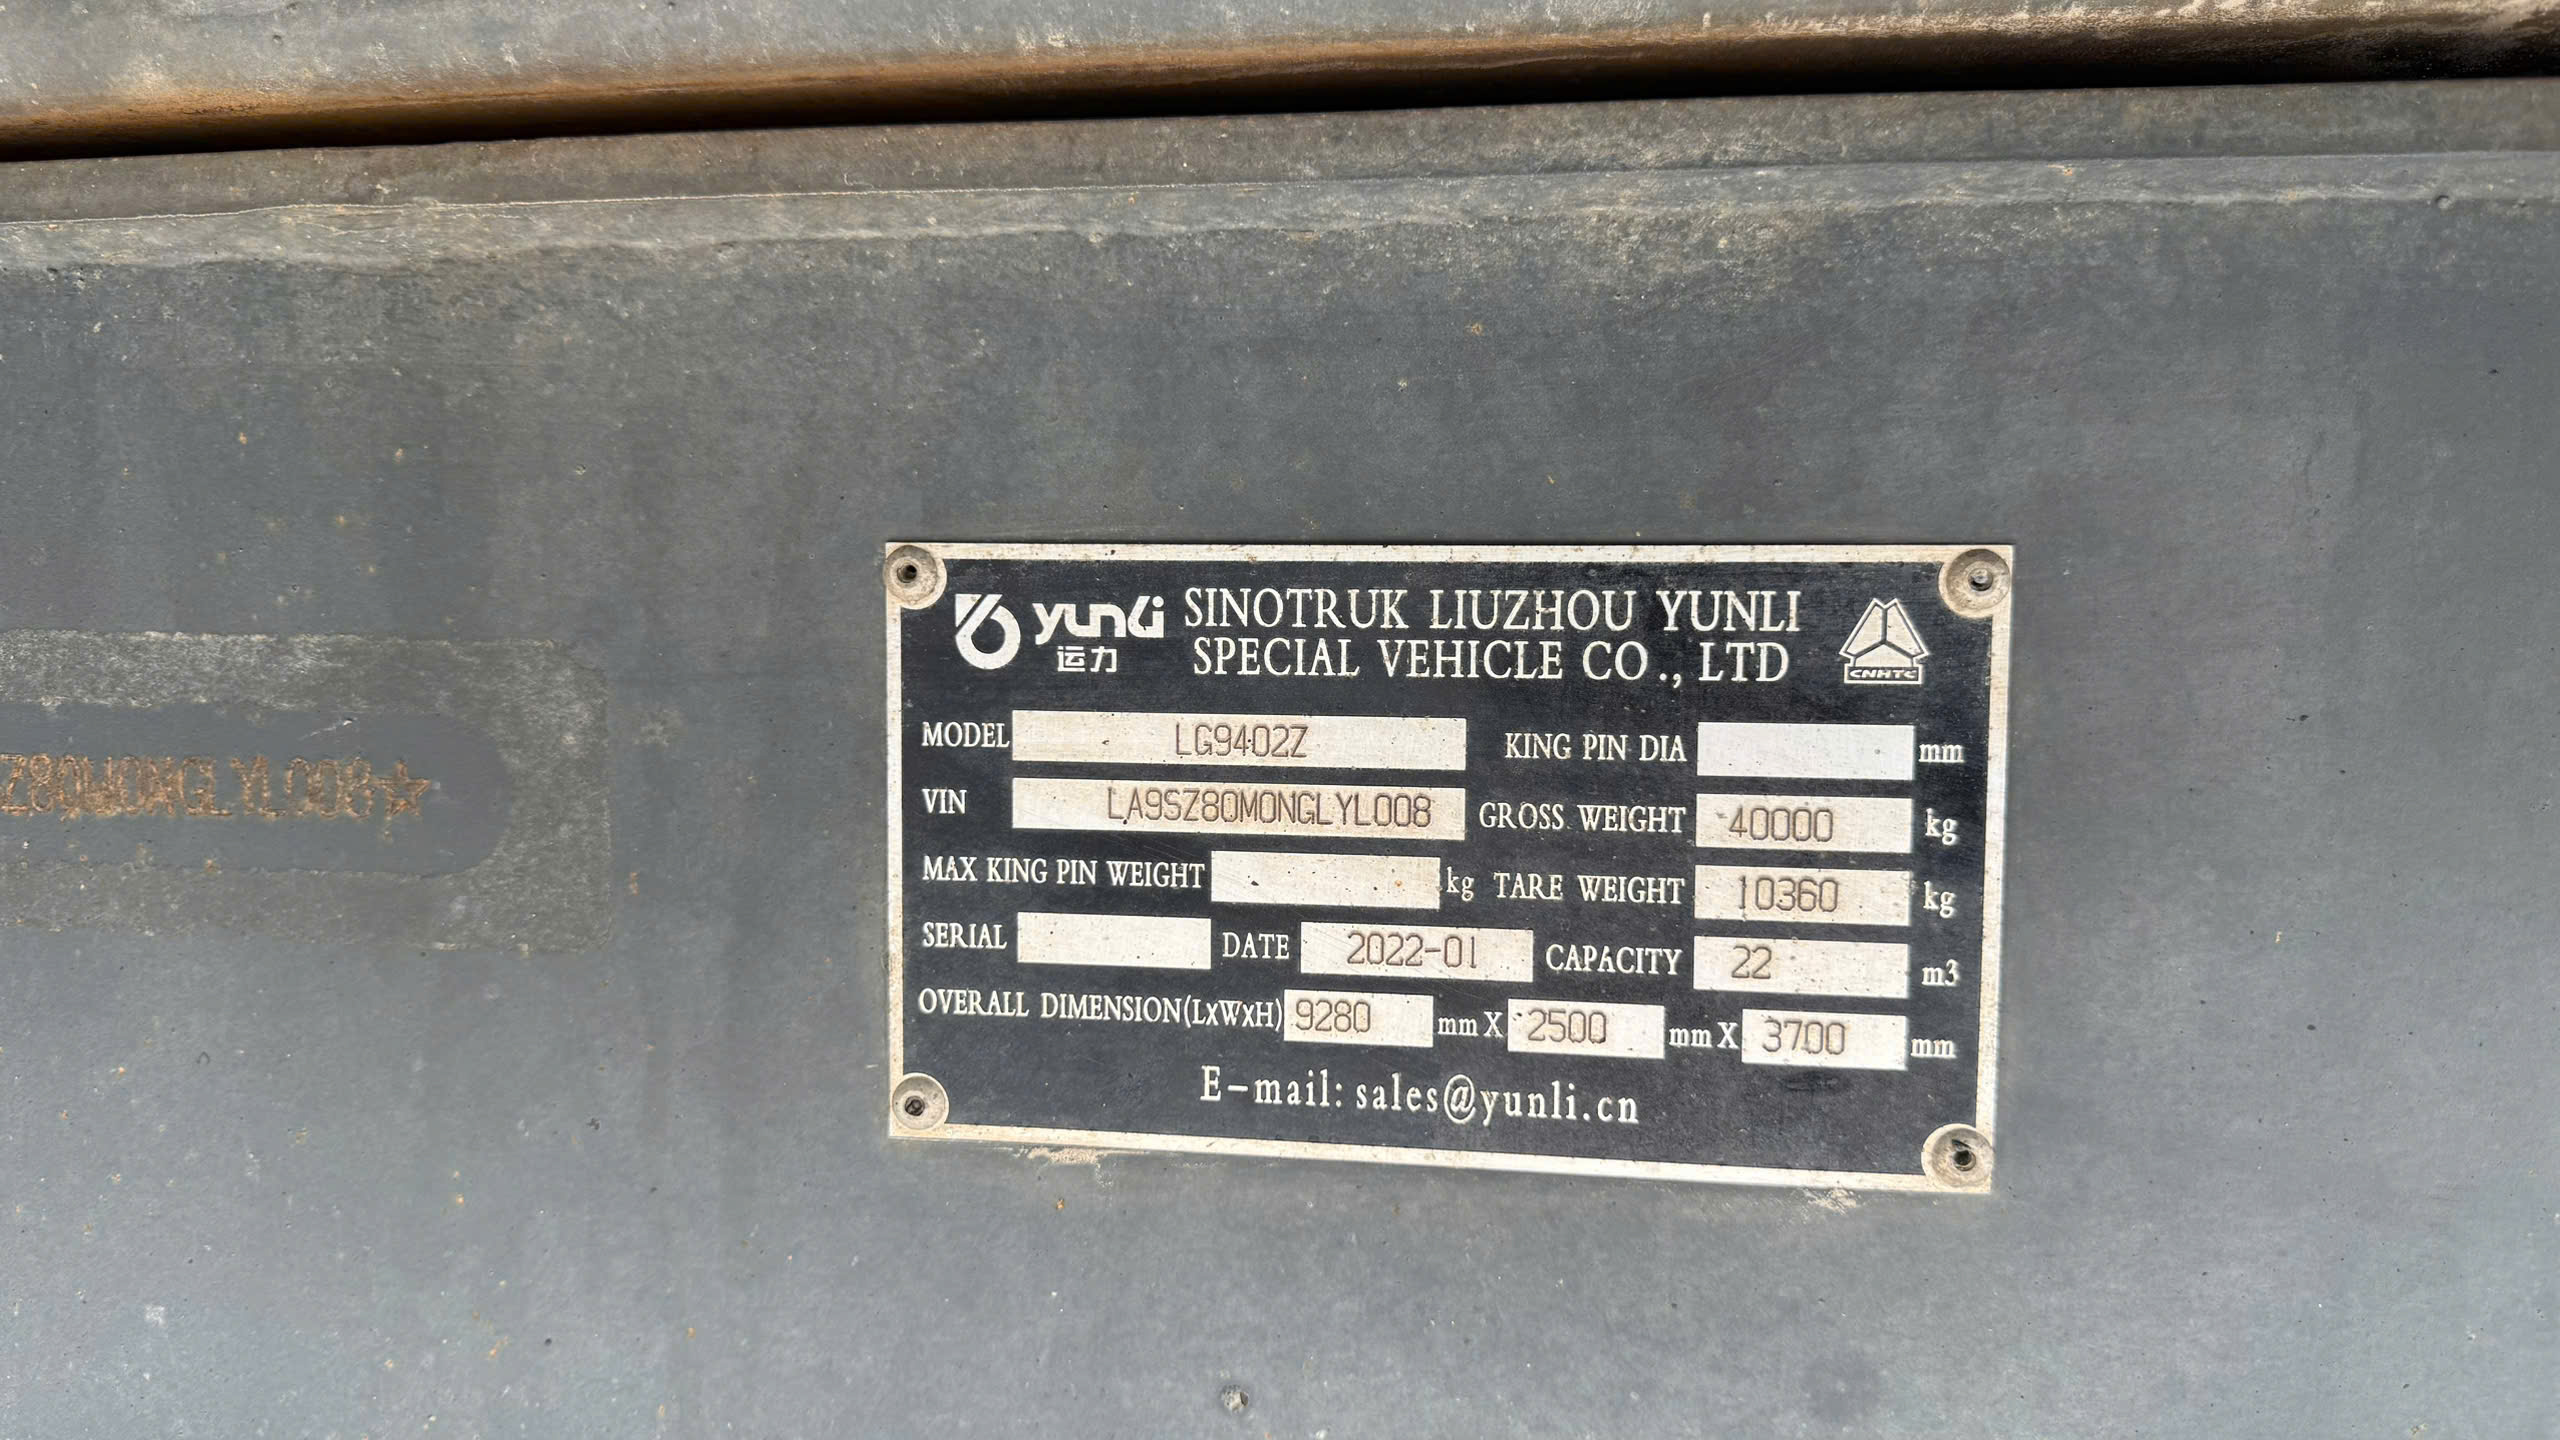 yunli
运力
SINOTRUK LIUZHOU YUNLI
SPECIAL VEHICLE CO., LTD
CNHTC
MODEL LG9402Z KING PIN DIA mm
VIN LA9SZ80M0NGLYL008 GROSS WEIGHT 40000 kg
MAX KING PIN WEIGHT kg TARE WEIGHT 10360 kg
SERIAL DATE 2022-01 CAPACITY 22 m3
OVERALL DIMENSION(LXWXH) 9280 mm X 2500 mm X 3700 mm
E-mail: sales@yunli.cn
Z80M0NGLYL008☆